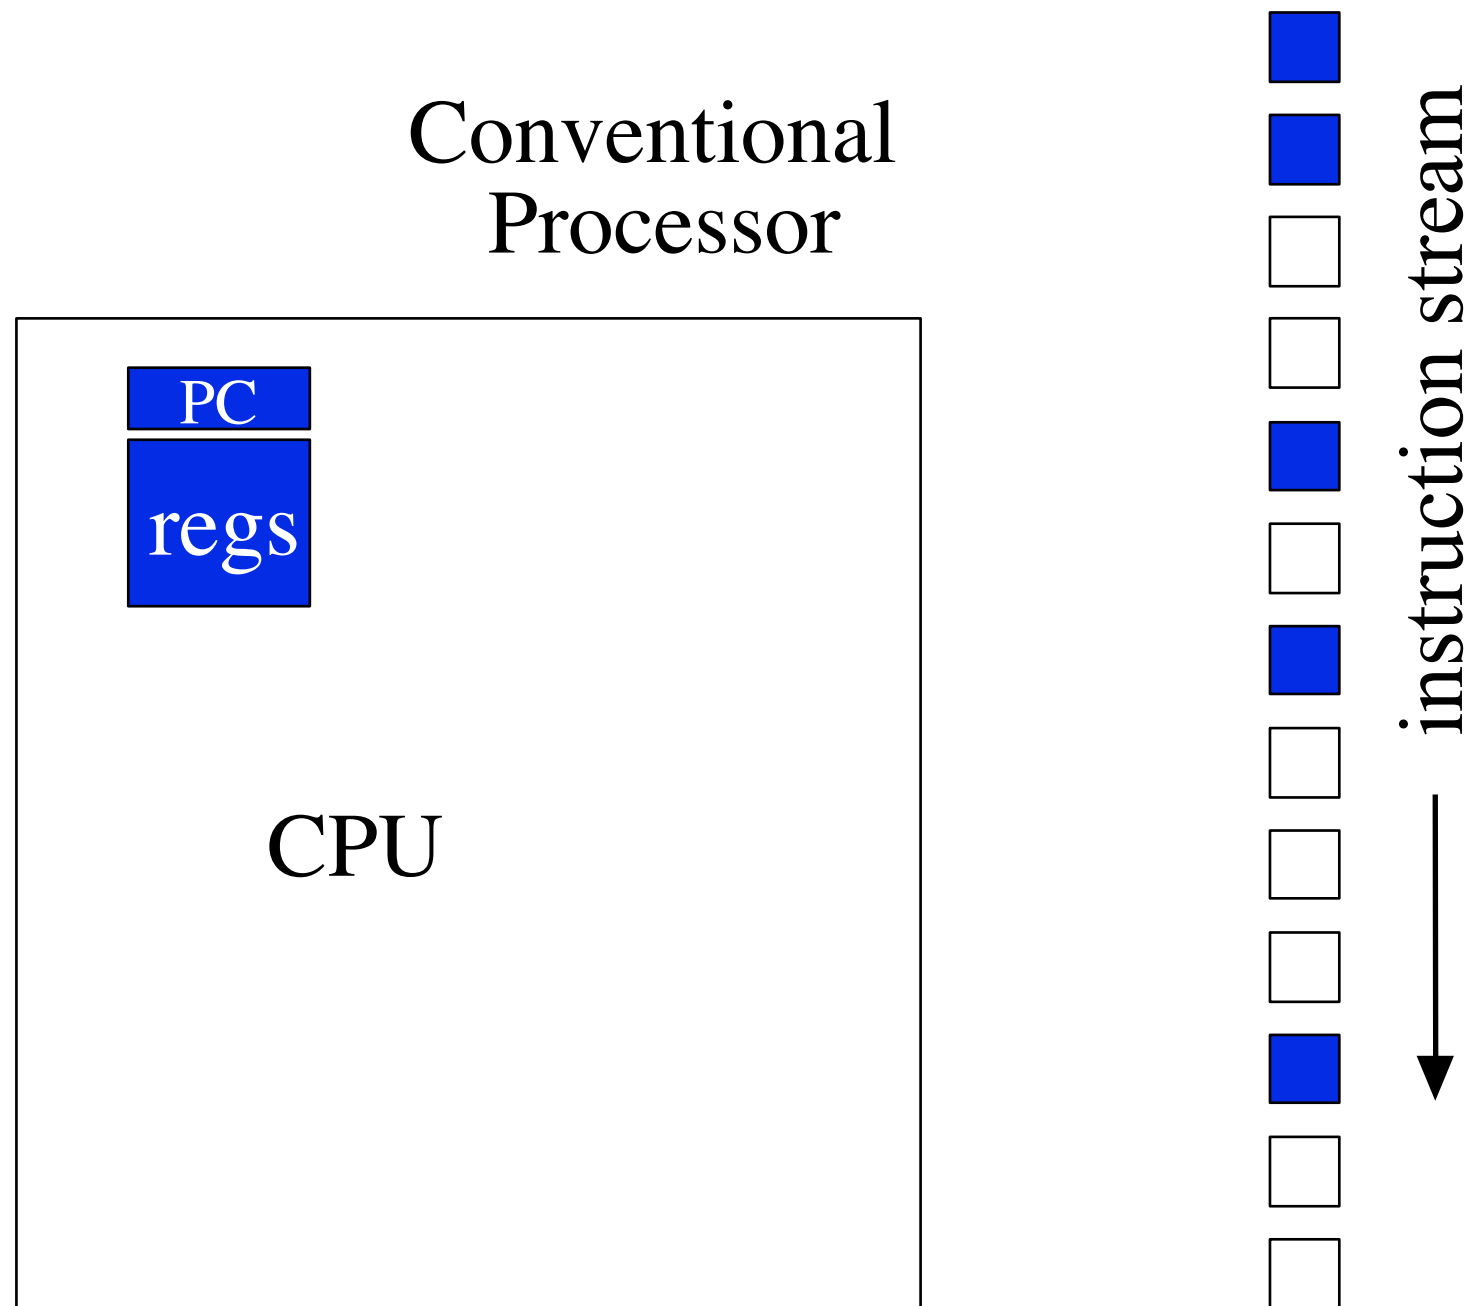 Conventional
Processor
PC
regs
CPU
instruction stream